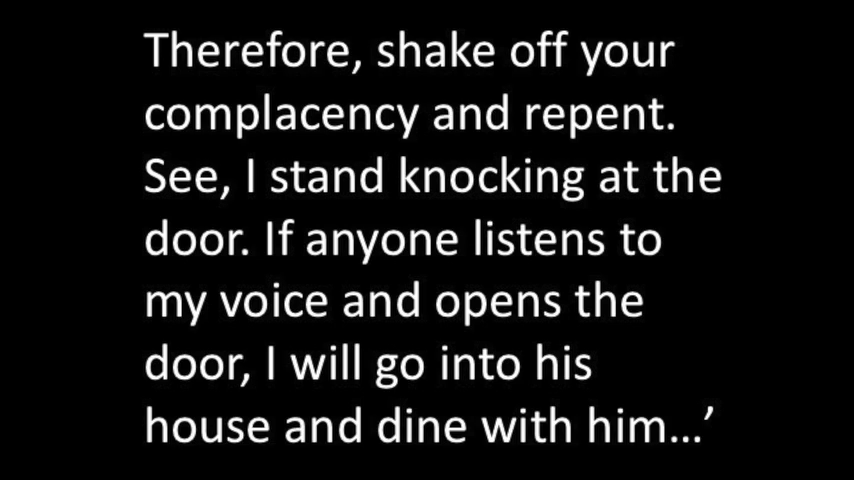 Therefore, shake off your
complacency and repent.
See, I stand knocking at the
door. If anyone listens to
my voice and opens the
door, I will go into his
house and dine with him...’